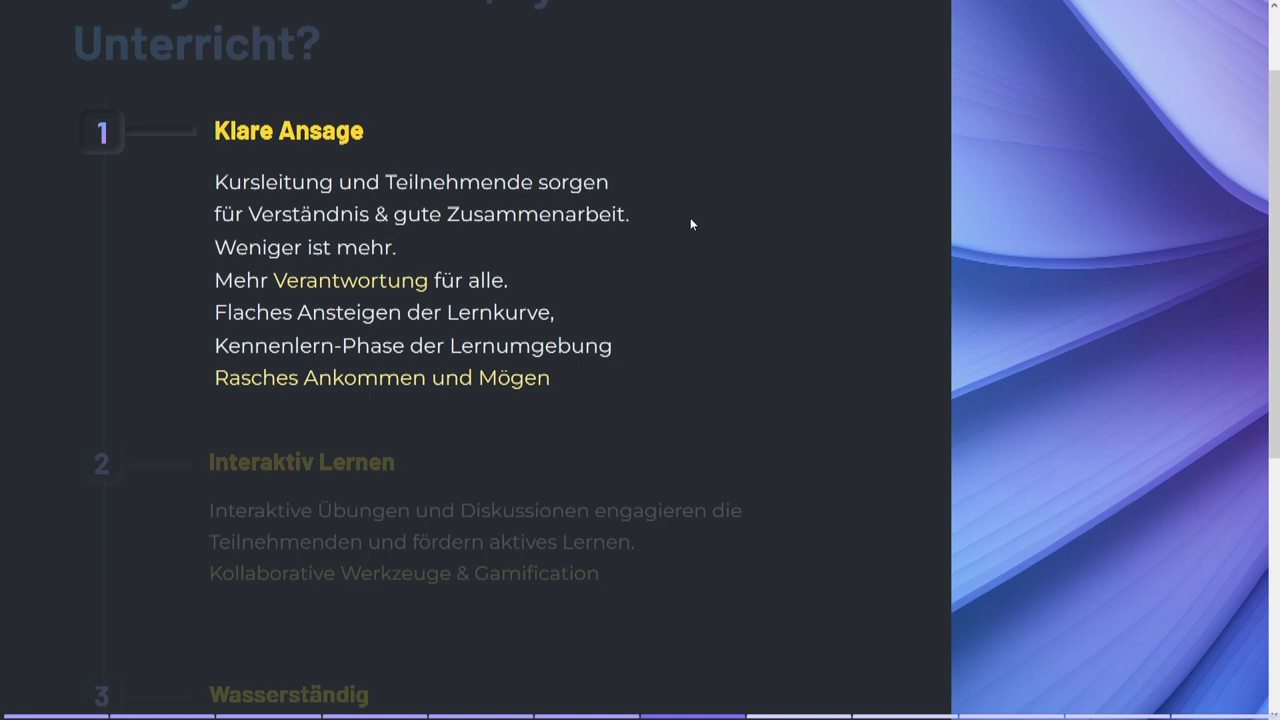 Unterricht?
1
Klare Ansage
Kursleitung und Teilnehmende sorgen
für Verständnis & gute Zusammenarbeit.
Weniger ist mehr.
Mehr Verantwortung für alle.
Flaches Ansteigen der Lernkurve,
Kennenlern-Phase der Lernumgebung
Rasches Ankommen und Mögen
2
Interaktiv Lernen
Interaktive Übungen und Diskussionen engagieren die
Teilnehmenden und fördern aktives Lernen.
Kollaborative Werkzeuge & Gamification
3
Wasserständig